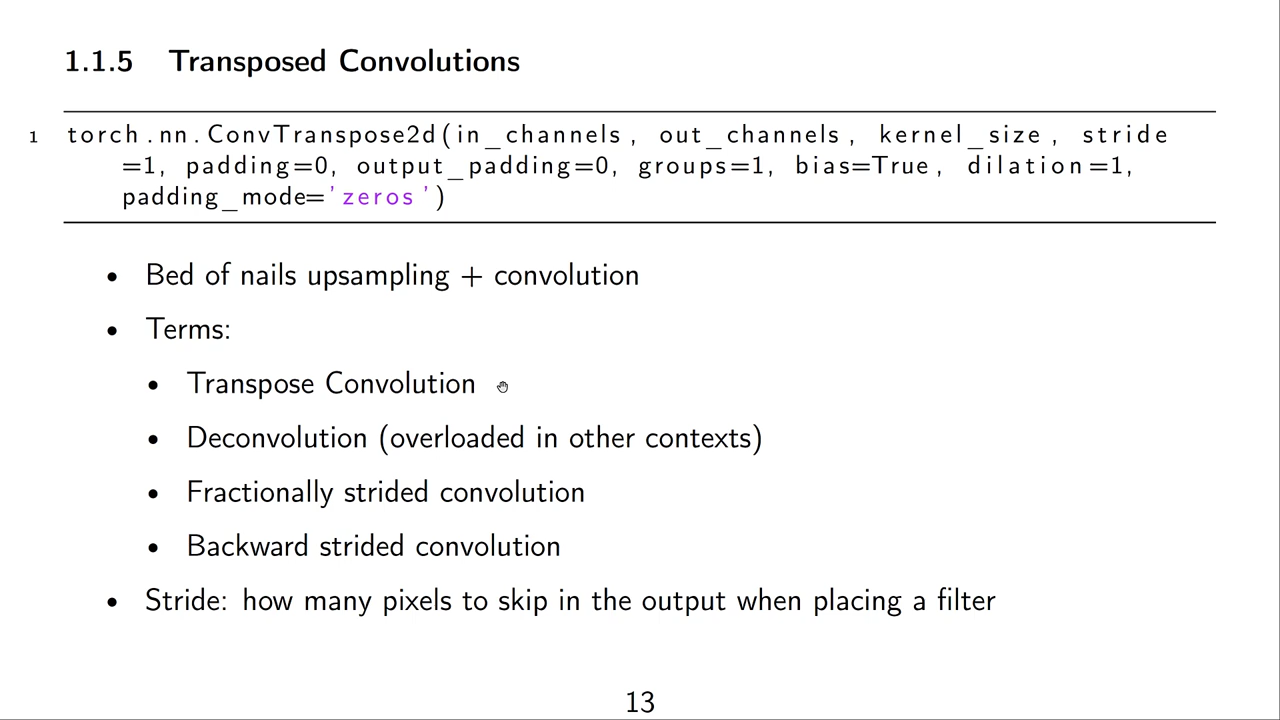 1.1.5 Transposed Convolutions
1 torch.nn.ConvTranspose2d(in_channels, out_channels, kernel_size, stride
=1, padding=0, output_padding=0, groups=1, bias=True, dilation=1,
padding_mode='zeros')
• Bed of nails upsampling + convolution
• Terms:
• Transpose Convolution
• Deconvolution (overloaded in other contexts)
• Fractionally strided convolution
• Backward strided convolution
• Stride: how many pixels to skip in the output when placing a filter
13